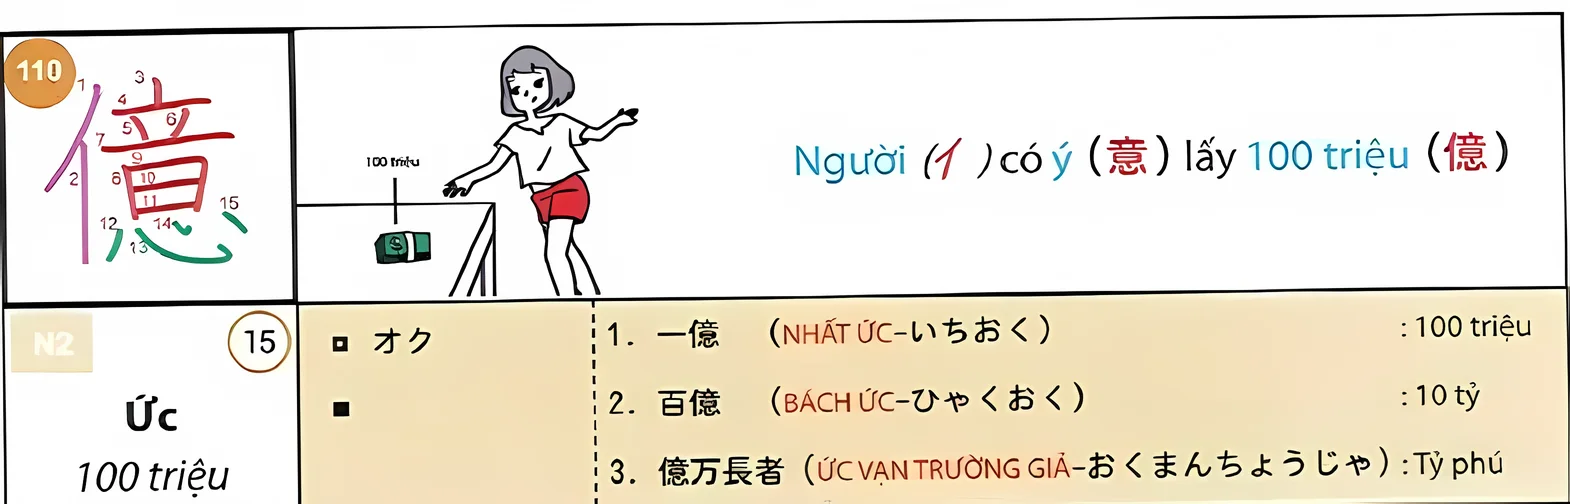 110
億
1 2 3 4 5 6 7 8 9 10 11 12 13 14 15
100 triệu
$
Người (亻) có ý (意) lấy 100 triệu (億)
N2
15
Ức
100 triệu
オク
1. 一億 (NHẤT ỨC-いちおく) : 100 triệu
2. 百億 (BÁCH ỨC-ひゃくおく) : 10 tỷ
3. 億万長者 (ỨC VẠN TRƯỜNG GIẢ-おくまんちょうじゃ) : Tỷ phú